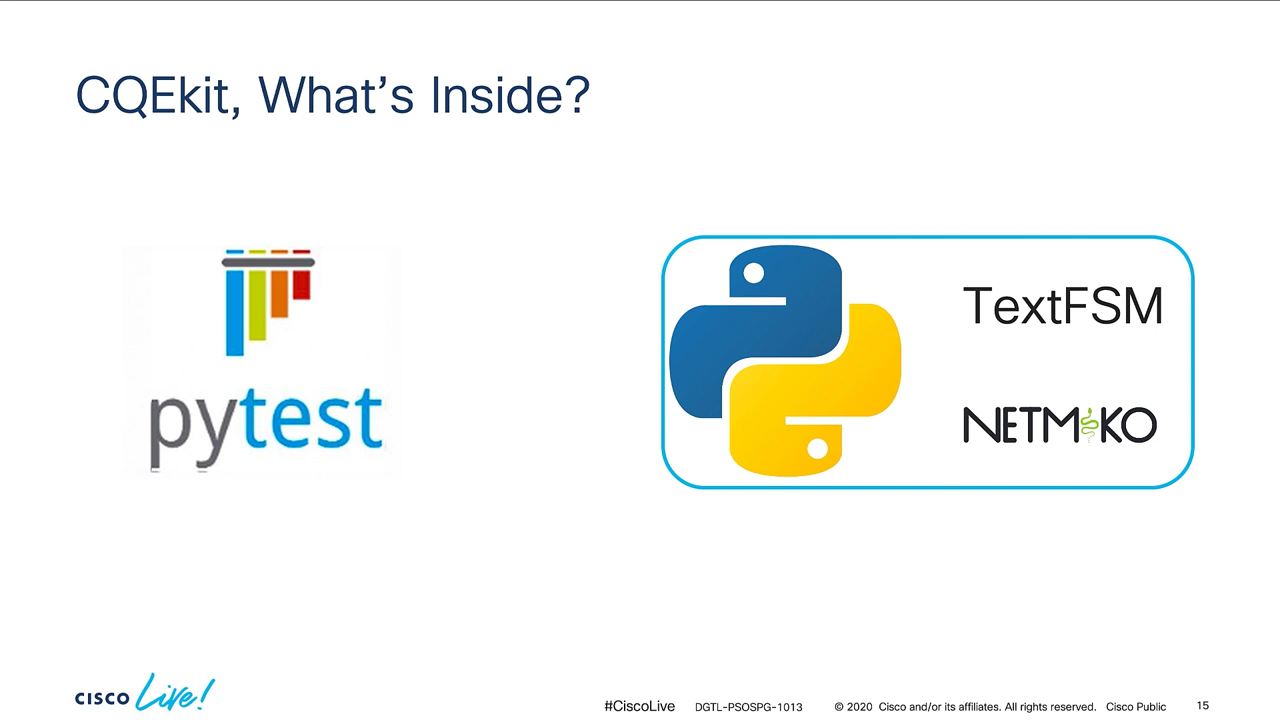 CQEkit, What’s Inside?
pytest
TextFSM
NETMIKO
CISCO Live!
#CiscoLive
DGTL-PSOSPG-1013
© 2020 Cisco and/or its affiliates. All rights reserved. Cisco Public
15